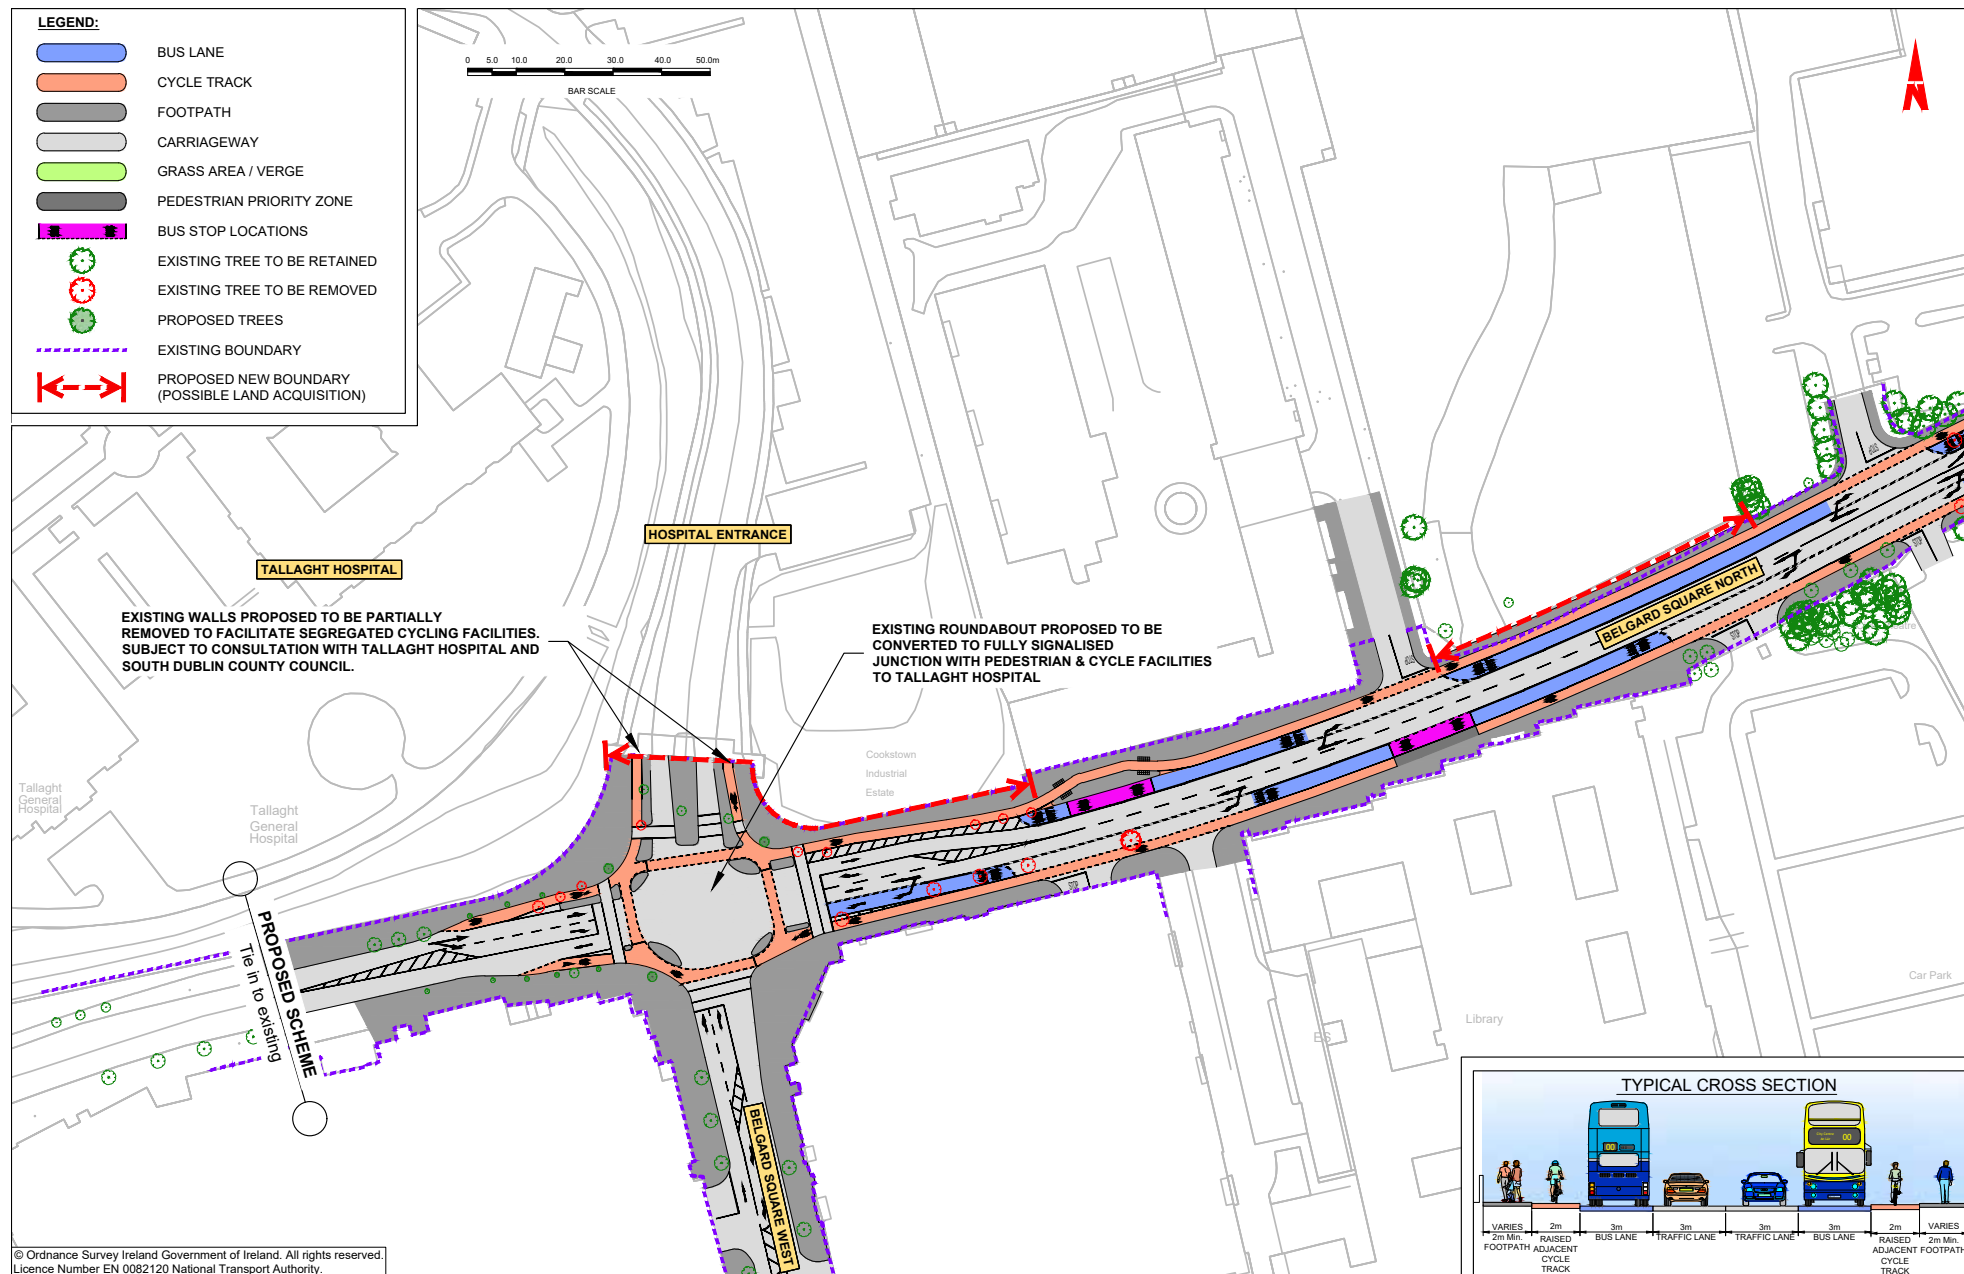 LEGEND:
BUS LANE
CYCLE TRACK
FOOTPATH
CARRIAGEWAY
GRASS AREA / VERGE
PEDESTRIAN PRIORITY ZONE
BUS STOP LOCATIONS
EXISTING TREE TO BE RETAINED
EXISTING TREE TO BE REMOVED
PROPOSED TREES
EXISTING BOUNDARY
PROPOSED NEW BOUNDARY
(POSSIBLE LAND ACQUISITION)
0 5.0 10.0 20.0 30.0 40.0 50.0m
BAR SCALE
N
HOSPITAL ENTRANCE
TALLAGHT HOSPITAL
EXISTING WALLS PROPOSED TO BE PARTIALLY
REMOVED TO FACILITATE SEGREGATED CYCLING FACILITIES.
SUBJECT TO CONSULTATION WITH TALLAGHT HOSPITAL AND
SOUTH DUBLIN COUNTY COUNCIL.
EXISTING ROUNDABOUT PROPOSED TO BE
CONVERTED TO FULLY SIGNALISED
JUNCTION WITH PEDESTRIAN & CYCLE FACILITIES
TO TALLAGHT HOSPITAL
BELGARD SQUARE NORTH
Cookstown
Industrial
Estate
Tallaght
General
Hospital
Tallaght
General
Hospital
PROPOSED SCHEME
Tie in to existing
BELGARD SQUARE WEST
Car Park
Library
ES
TYPICAL CROSS SECTION
00
00
VARIES
2m Min.
FOOTPATH
2m
RAISED
ADJACENT
CYCLE
TRACK
3m
BUS LANE
3m
TRAFFIC LANE
3m
TRAFFIC LANE
3m
BUS LANE
2m
RAISED
ADJACENT
CYCLE
TRACK
VARIES
2m Min.
FOOTPATH
© Ordnance Survey Ireland Government of Ireland. All rights reserved.
Licence Number EN 0082120 National Transport Authority.